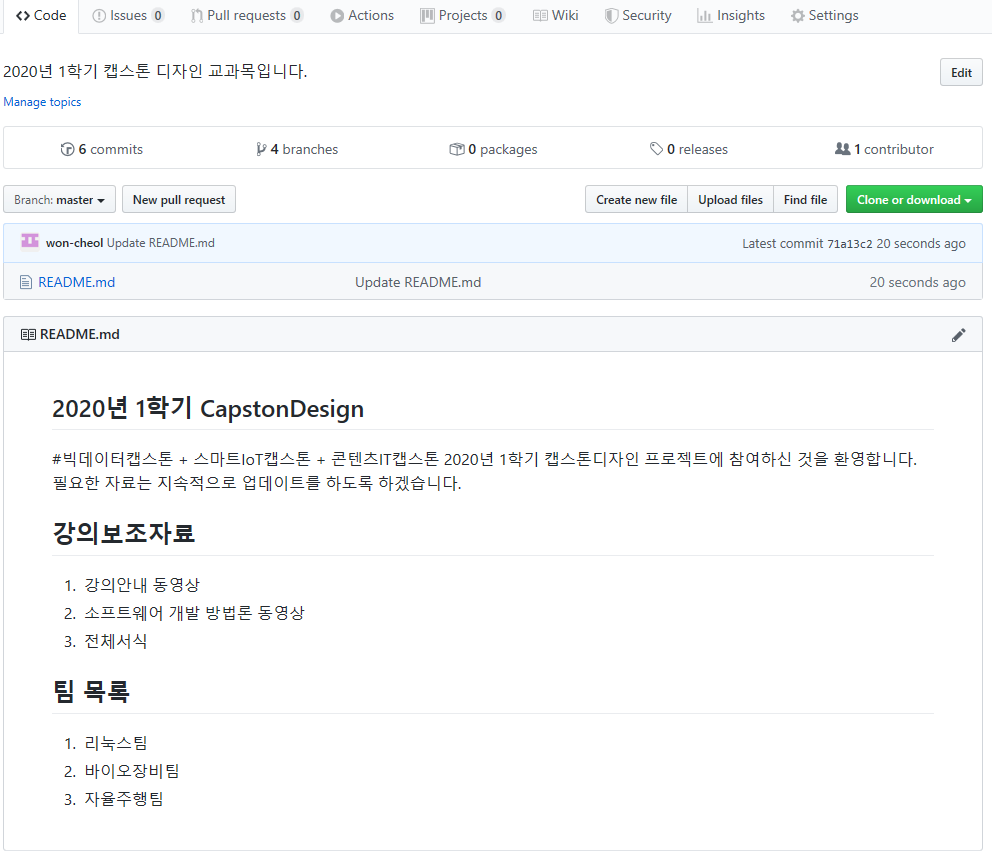 Code Issues 0 Pull requests 0 Actions Projects 0 Wiki Security Insights Settings
2020년 1학기 캡스톤 디자인 교과목입니다. Edit
Manage topics
6 commits 4 branches 0 packages 0 releases 1 contributor
Branch: master New pull request Create new file Upload files Find file Clone or download
won-cheol Update README.md Latest commit 71a13c2 20 seconds ago
README.md Update README.md 20 seconds ago
README.md
2020년 1학기 CapstonDesign
#빅데이터캡스톤 + 스마트IoT캡스톤 + 콘텐츠IT캡스톤 2020년 1학기 캡스톤디자인 프로젝트에 참여하신 것을 환영합니다.
필요한 자료는 지속적으로 업데이트를 하도록 하겠습니다.
강의보조자료
1. 강의안내 동영상
2. 소프트웨어 개발 방법론 동영상
3. 전체서식
팀 목록
1. 리눅스팀
2. 바이오장비팀
3. 자율주행팀